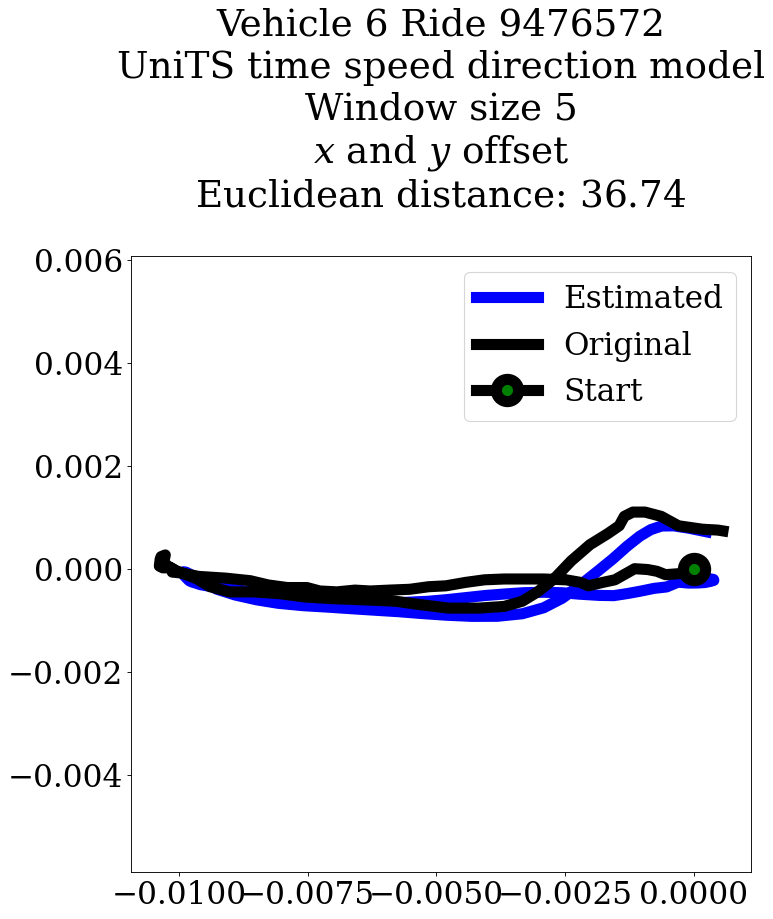 Vehicle 6 Ride 9476572
UniTS time speed direction model
Window size 5
x and y offset
Euclidean distance: 36.74
0.006
0.004
0.002
0.000
−0.002
−0.004
Estimated
Original
Start
−0.0100 −0.0075 −0.0050 −0.0025 0.0000